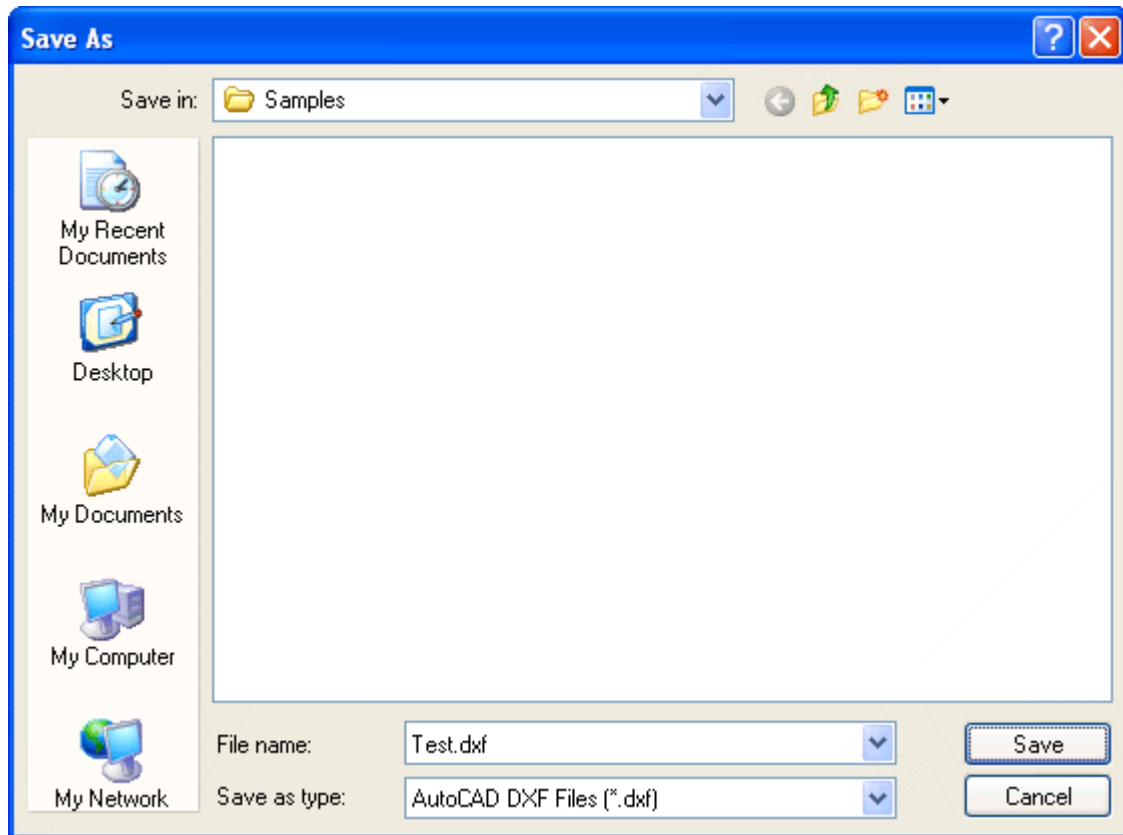 Save As
Save in: Samples
My Recent
Documents
Desktop
My Documents
My Computer
My Network
File name: Test.dxf Save
Save as type: AutoCAD DXF Files (*.dxf) Cancel